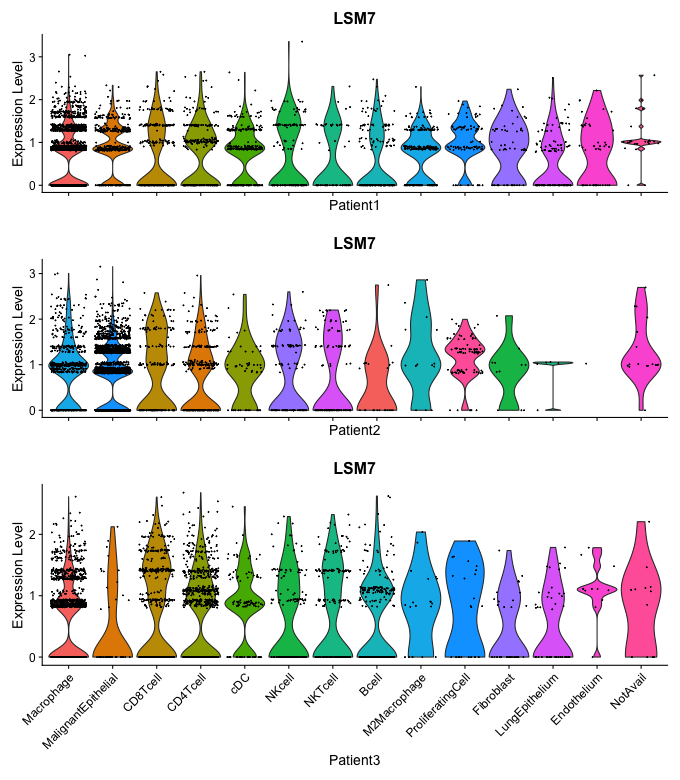 LSM7
Expression Level
3
2
1
0
Patient1
LSM7
Expression Level
3
2
1
0
Patient2
LSM7
Expression Level
2
1
0
Macrophage
MalignantEpithelial
CD8Tcell
CD4Tcell
cDC
NKcell
NKTcell
Bcell
M2Macrophage
ProliferatingCell
Fibroblast
LungEpithelium
Endothelium
NotAvail
Patient3